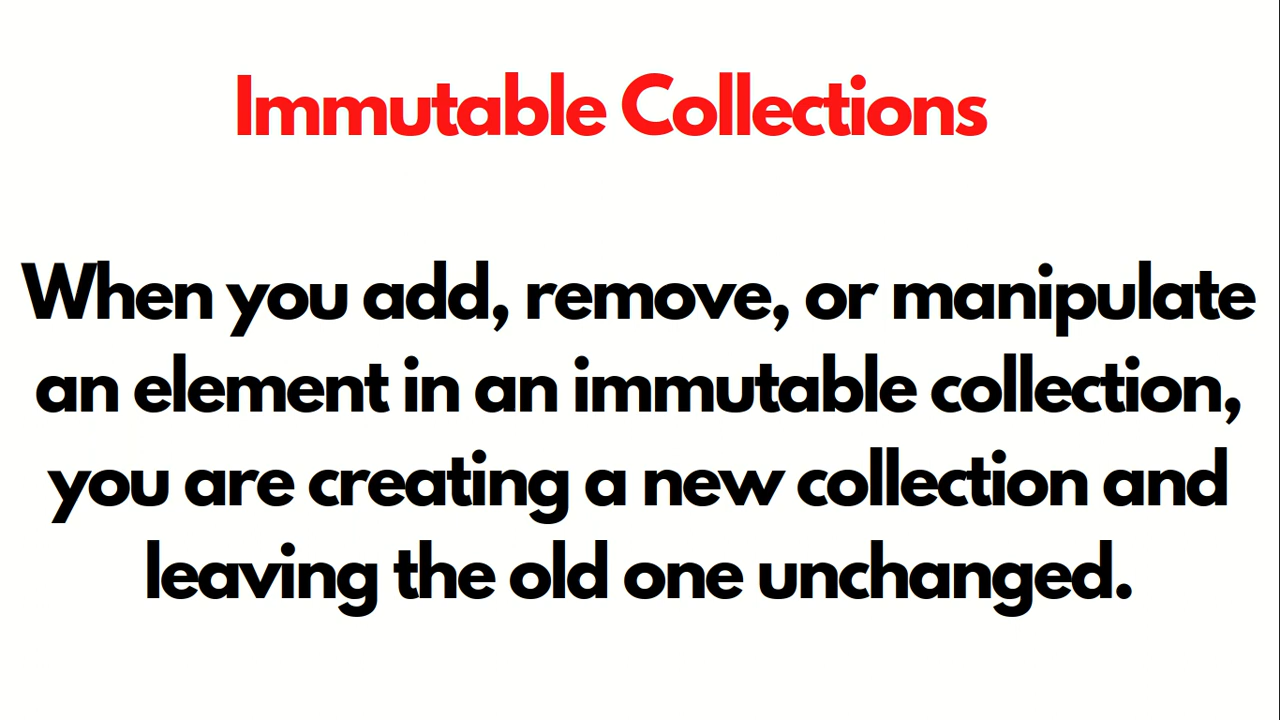 Immutable Collections
When you add, remove, or manipulate
an element in an immutable collection,
you are creating a new collection and
leaving the old one unchanged.